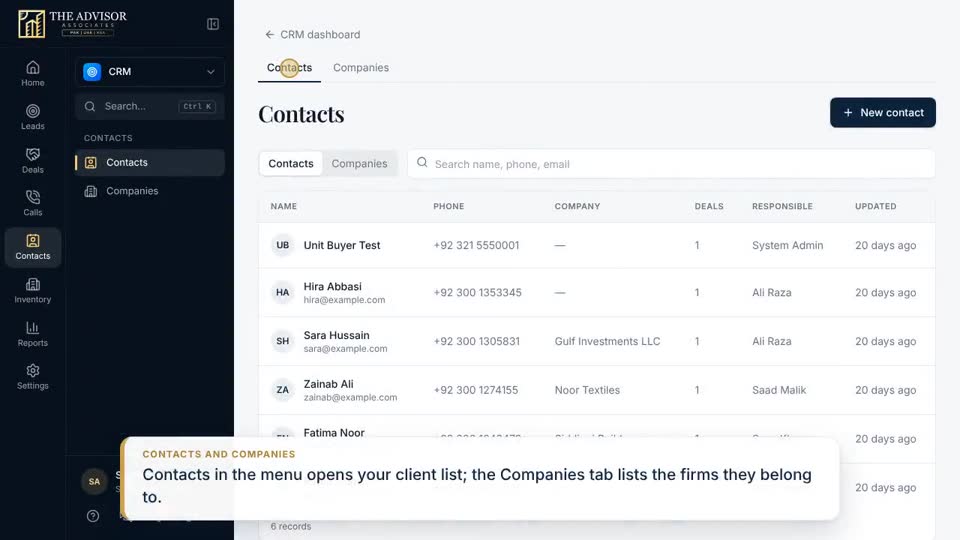 THE ADVISOR
ASSOCIATES
PAK | UAE | KSA
Home
Leads
Deals
Calls
Contacts
Inventory
Reports
Settings
CRM
Search... Ctrl K
CONTACTS
Contacts
Companies
SA
CRM dashboard
Contacts Companies
Contacts
New contact
Contacts Companies
Search name, phone, email
NAME PHONE COMPANY DEALS RESPONSIBLE UPDATED
UB Unit Buyer Test +92 321 5550001 — 1 System Admin 20 days ago
HA Hira Abbasi +92 300 1353345 — 1 Ali Raza 20 days ago
hira@example.com
SH Sara Hussain +92 300 1305831 Gulf Investments LLC 1 Ali Raza 20 days ago
sara@example.com
ZA Zainab Ali +92 300 1274155 Noor Textiles 1 Saad Malik 20 days ago
zainab@example.com
Fatima Noor 20 days ago
20 days ago
CONTACTS AND COMPANIES
Contacts in the menu opens your client list; the Companies tab lists the firms they belong
to.
6 records